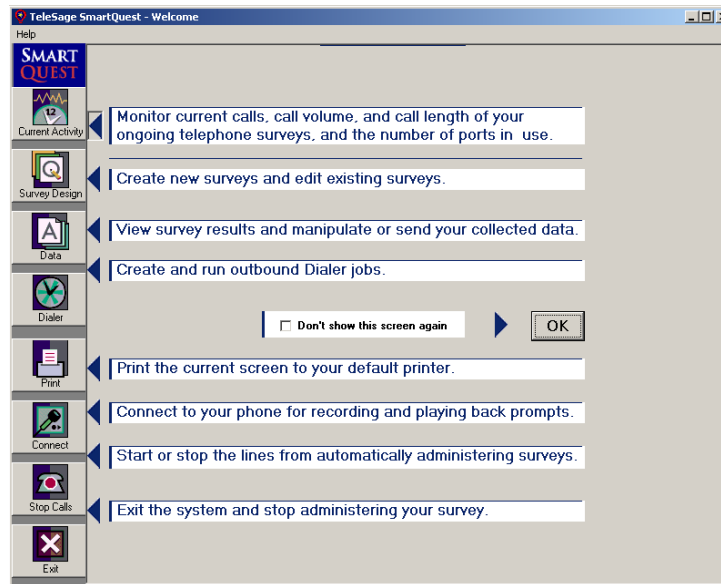 TeleSage SmartQuest - Welcome
Help
SMART
QUEST
12
Current Activity
Monitor current calls, call volume, and call length of your
ongoing telephone surveys, and the number of ports in use.
Q
Survey Design
Create new surveys and edit existing surveys.
A
Data
View survey results and manipulate or send your collected data.
Create and run outbound Dialer jobs.
Dialer
Don't show this screen again
OK
Print
Print the current screen to your default printer.
Connect
Connect to your phone for recording and playing back prompts.
Start or stop the lines from automatically administering surveys.
Stop Calls
Exit the system and stop administering your survey.
Exit